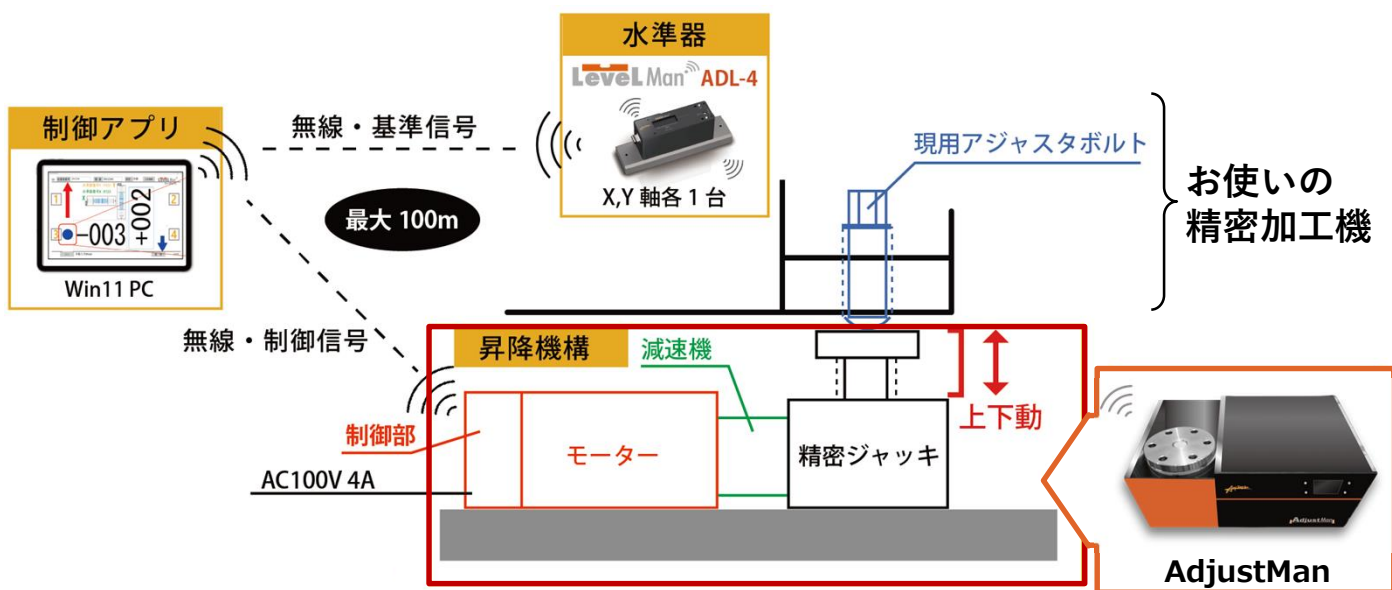 水準器
LeveL Man ADL-4
X,Y 軸各 1 台
制御アプリ
1
2
3
4
-003
+002
Win11 PC
無線・基準信号
最大 100m
無線・制御信号
現用アジャスタボルト
お使いの
精密加工機
昇降機構
減速機
上下動
制御部
モーター
精密ジャッキ
AC100V 4A
AdjustMan
AdjustMan